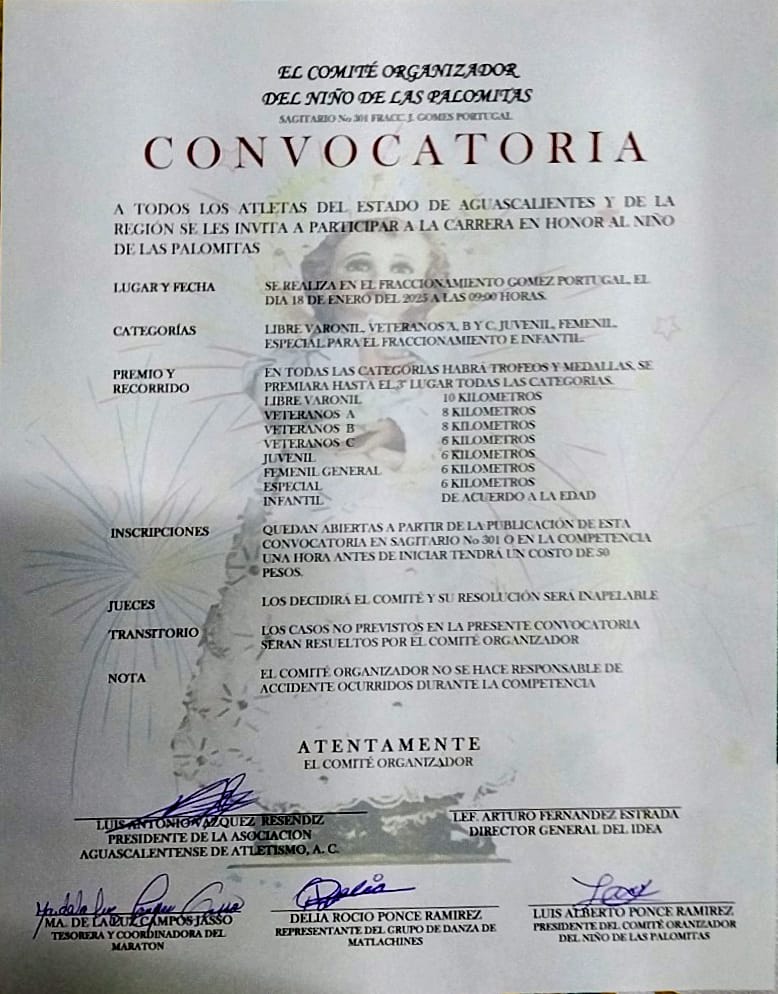 EL COMITÉ ORGANIZADOR
DEL NIÑO DE LAS PALOMITAS
SAGITARIO No 301 FRACC. J. GOMES PORTUGAL
CONVOCATORIA
A TODOS LOS ATLETAS DEL ESTADO DE AGUASCALIENTES Y DE LA
REGIÓN SE LES INVITA A PARTICIPAR A LA CARRERA EN HONOR AL NIÑO
DE LAS PALOMITAS
LUGAR Y FECHA SE REALIZA EN EL FRACCIONAMIENTO GOMEZ PORTUGAL, EL
DIA 18 DE ENERO DEL 2025 A LAS 09:00 HORAS.
CATEGORÍAS LIBRE VARONIL, VETERANOS A, B Y C, JUVENIL, FEMENIL,
ESPECIAL PARA EL FRACCIONAMIENTO E INFANTIL.
PREMIO Y EN TODAS LAS CATEGORIAS HABRÁ TROFEOS Y MEDALLAS, SE
RECORRIDO PREMIARA HASTA EL 3º LUGAR TODAS LAS CATEGORIAS.
LIBRE VARONIL 10 KILOMETROS
VETERANOS A 8 KILOMETROS
VETERANOS B 8 KILOMETROS
VETERANOS C 6 KILOMETROS
JUVENIL 6 KILOMETROS
FEMENIL GENERAL 6 KILOMETROS
ESPECIAL 6 KILOMETROS
INFANTIL DE ACUERDO A LA EDAD
INSCRIPCIONES QUEDAN ABIERTAS A PARTIR DE LA PUBLICACIÓN DE ESTA
CONVOCATORIA EN SAGITARIO No 301 O EN LA COMPETENCIA
UNA HORA ANTES DE INICIAR TENDRÁ UN COSTO DE 50
PESOS.
JUECES LOS DECIDIRÁ EL COMITÉ Y SU RESOLUCIÓN SERÁ INAPELABLE
TRANSITORIO LOS CASOS NO PREVISTOS EN LA PRESENTE CONVOCATORIA
SERAN RESUELTOS POR EL COMITÉ ORGANIZADOR
NOTA EL COMITÉ ORGANIZADOR NO SE HACE RESPONSABLE DE
ACCIDENTE OCURRIDOS DURANTE LA COMPETENCIA
ATENTAMENTE
EL COMITÉ ORGANIZADOR
LUIS ANTONIO VAZQUEZ RESENDIZ
PRESIDENTE DE LA ASOCIACION
AGUASCALENTENSE DE ATLETISMO, A. C.
LEF. ARTURO FERNANDEZ ESTRADA
DIRECTOR GENERAL DEL IDEA
MA. DE LA LUZ CAMPOS JASSO
TESORERA Y COORDINADORA DEL
MARATON
Delia
DELIA ROCIO PONCE RAMIREZ
REPRESENTANTE DEL GRUPO DE DANZA DE
MATLACHINES
LUIS ALBERTO PONCE RAMIREZ
PRESIDENTE DEL COMITÉ ORANIZADOR
DEL NIÑO DE LAS PALOMITAS